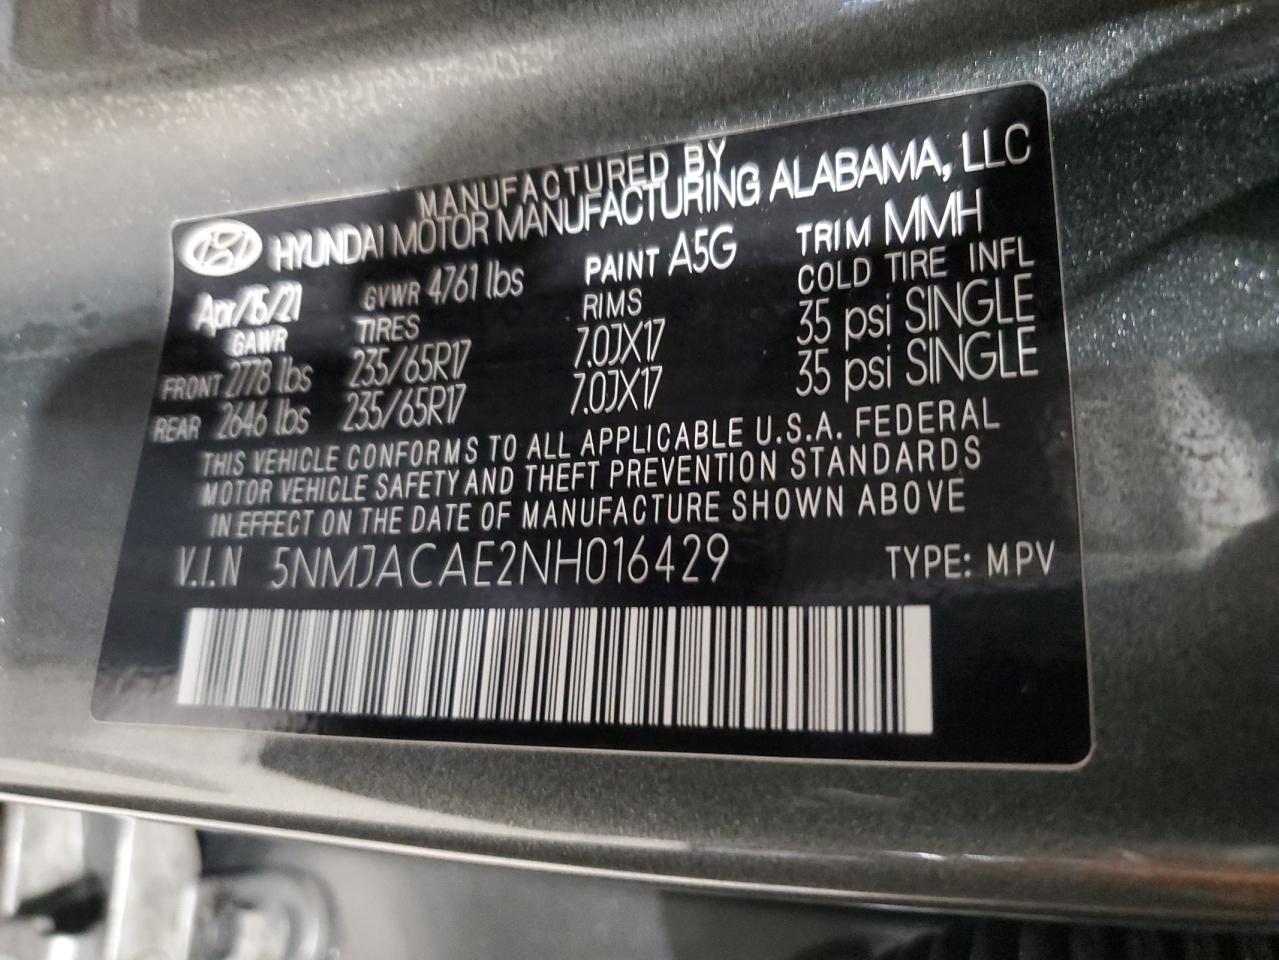 MANUFACTURED BY
HYUNDAI MOTOR MANUFACTURING ALABAMA, LLC
Apr/15/21 GVWR 4761 lbs PAINT A5G TRIM MMH
GAWR TIRES RIMS COLD TIRE INFL
FRONT 2778 lbs 235/65R17 7.0JX17 35 psi SINGLE
REAR 2646 lbs 235/65R17 7.0JX17 35 psi SINGLE
THIS VEHICLE CONFORMS TO ALL APPLICABLE U.S.A. FEDERAL
MOTOR VEHICLE SAFETY AND THEFT PREVENTION STANDARDS
IN EFFECT ON THE DATE OF MANUFACTURE SHOWN ABOVE
V.I.N 5NMJACAE2NH016429 TYPE: MPV